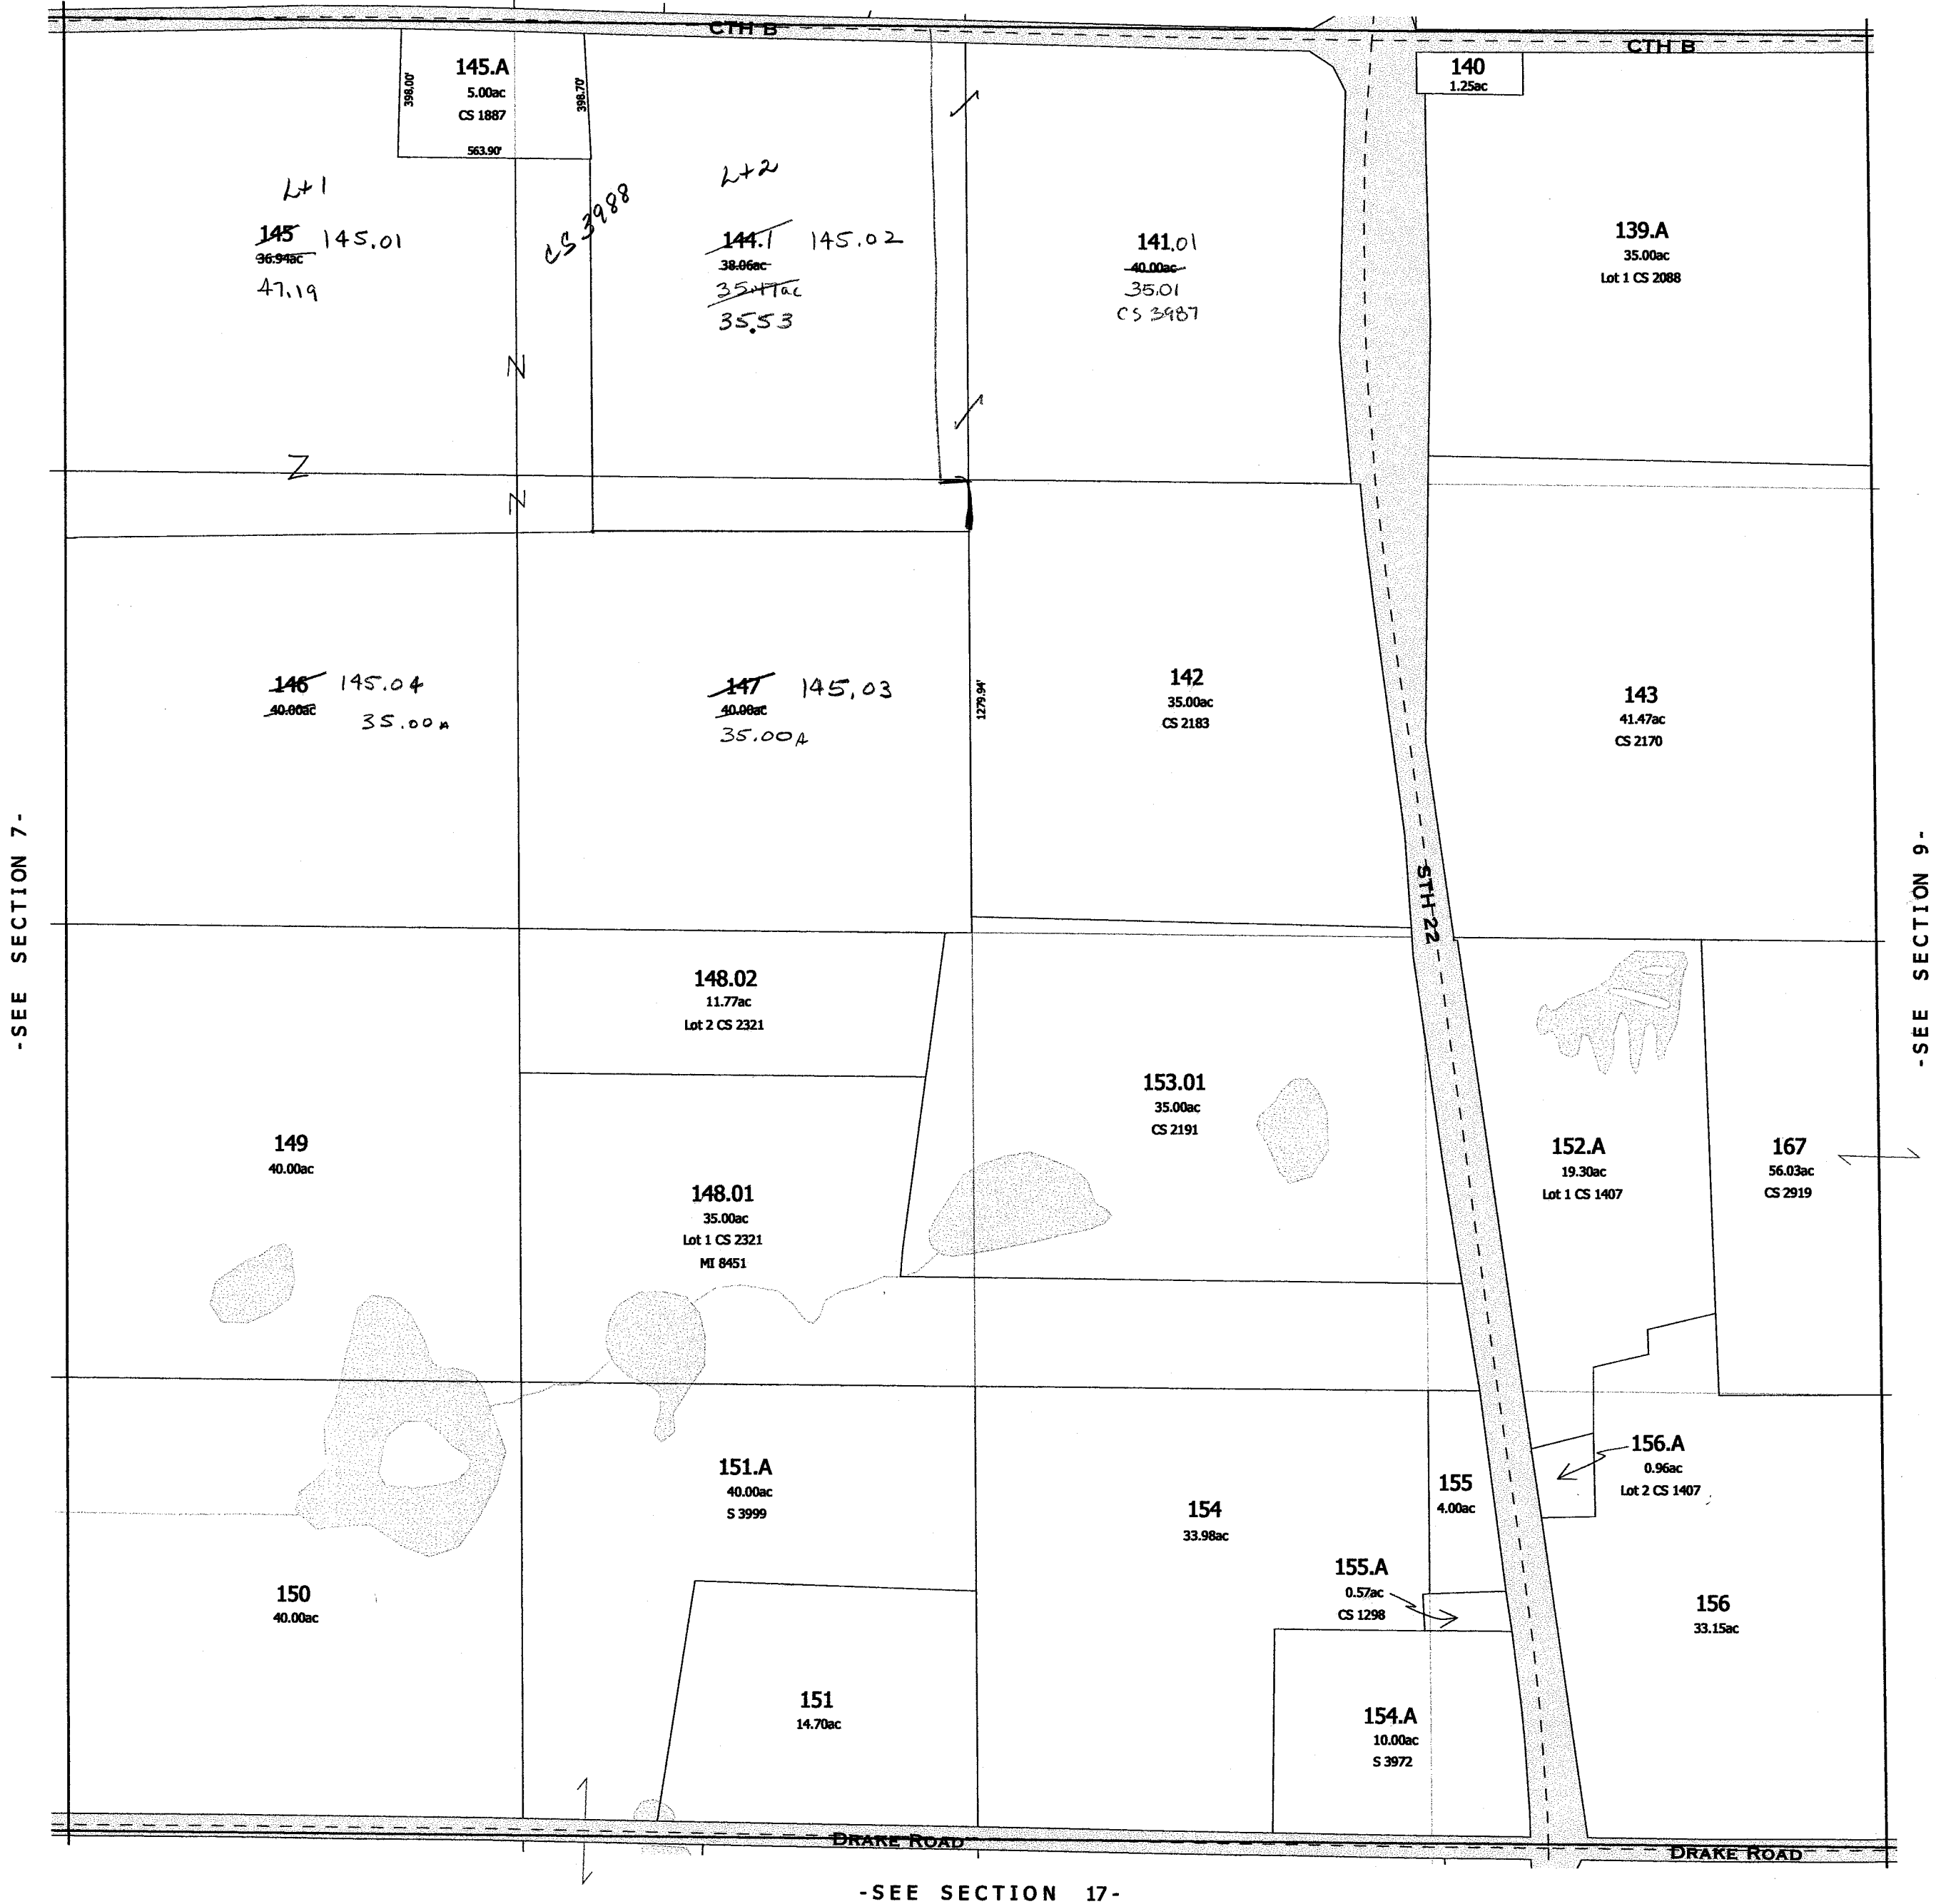 CTH B
CTH B
398.00'
145.A
5.00ac
CS 1887
563.90'
398.70'
140
1.25ac
Lt 1
145 145.01
36.94ac
47.19
CS 3988
Lt 2
144.1 145.02
38.06ac
35.47ac
35.53
141.01
40.00ac
35.01
CS 3987
139.A
35.00ac
Lot 1 CS 2088
146 145.04
40.00ac
35.00A
147 145.03
40.00ac
35.00A
1279.94'
142
35.00ac
CS 2183
143
41.47ac
CS 2170
-SEE SECTION 7-
-SEE SECTION 9-
STH 22
148.02
11.77ac
Lot 2 CS 2321
149
40.00ac
148.01
35.00ac
Lot 1 CS 2321
MI 8451
153.01
35.00ac
CS 2191
152.A
19.30ac
Lot 1 CS 1407
167
56.03ac
CS 2919
151.A
40.00ac
S 3999
154
33.98ac
155
4.00ac
156.A
0.96ac
Lot 2 CS 1407
155.A
0.57ac
CS 1298
150
40.00ac
156
33.15ac
151
14.70ac
154.A
10.00ac
S 3972
DRAKE ROAD
DRAKE ROAD
-SEE SECTION 17-